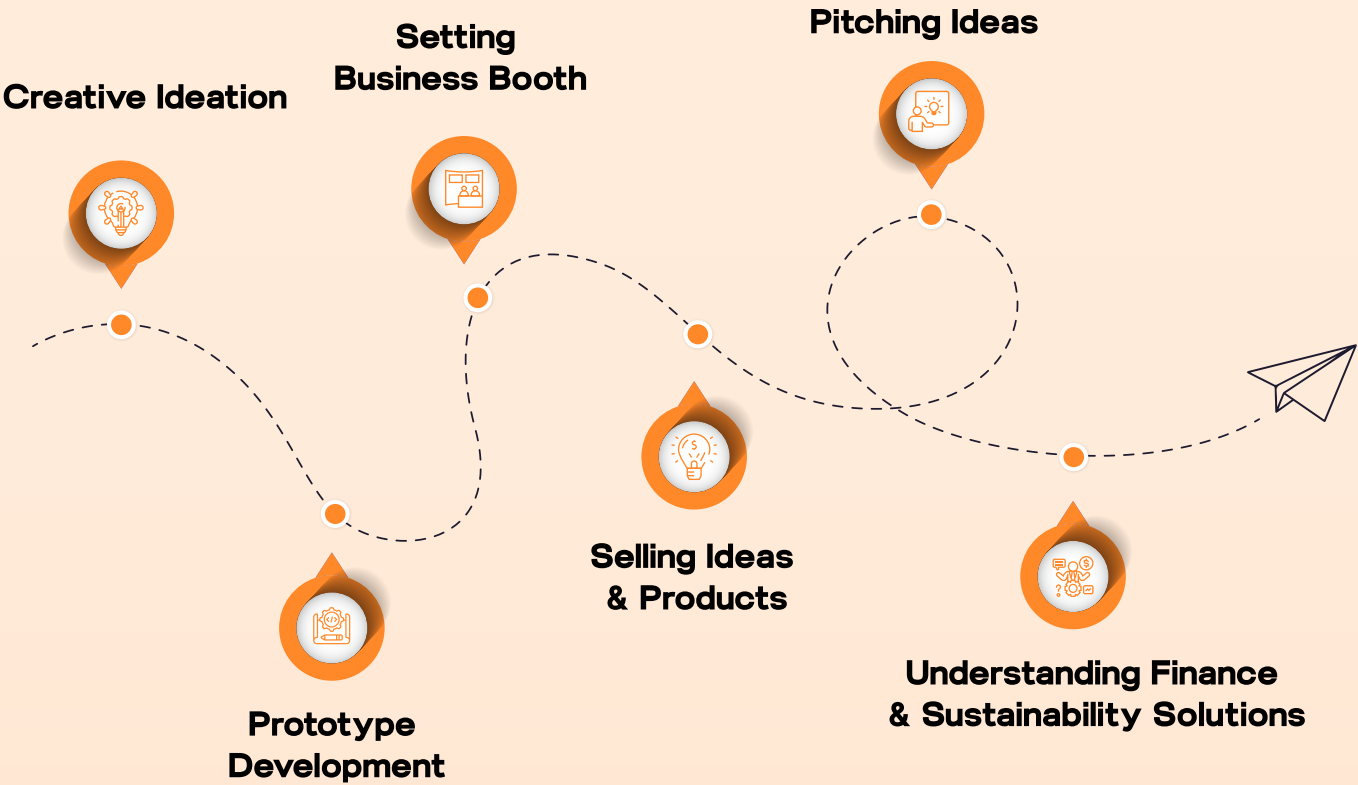 Creative Ideation
Prototype
Development
Setting
Business Booth
Selling Ideas
& Products
Pitching Ideas
Understanding Finance
& Sustainability Solutions